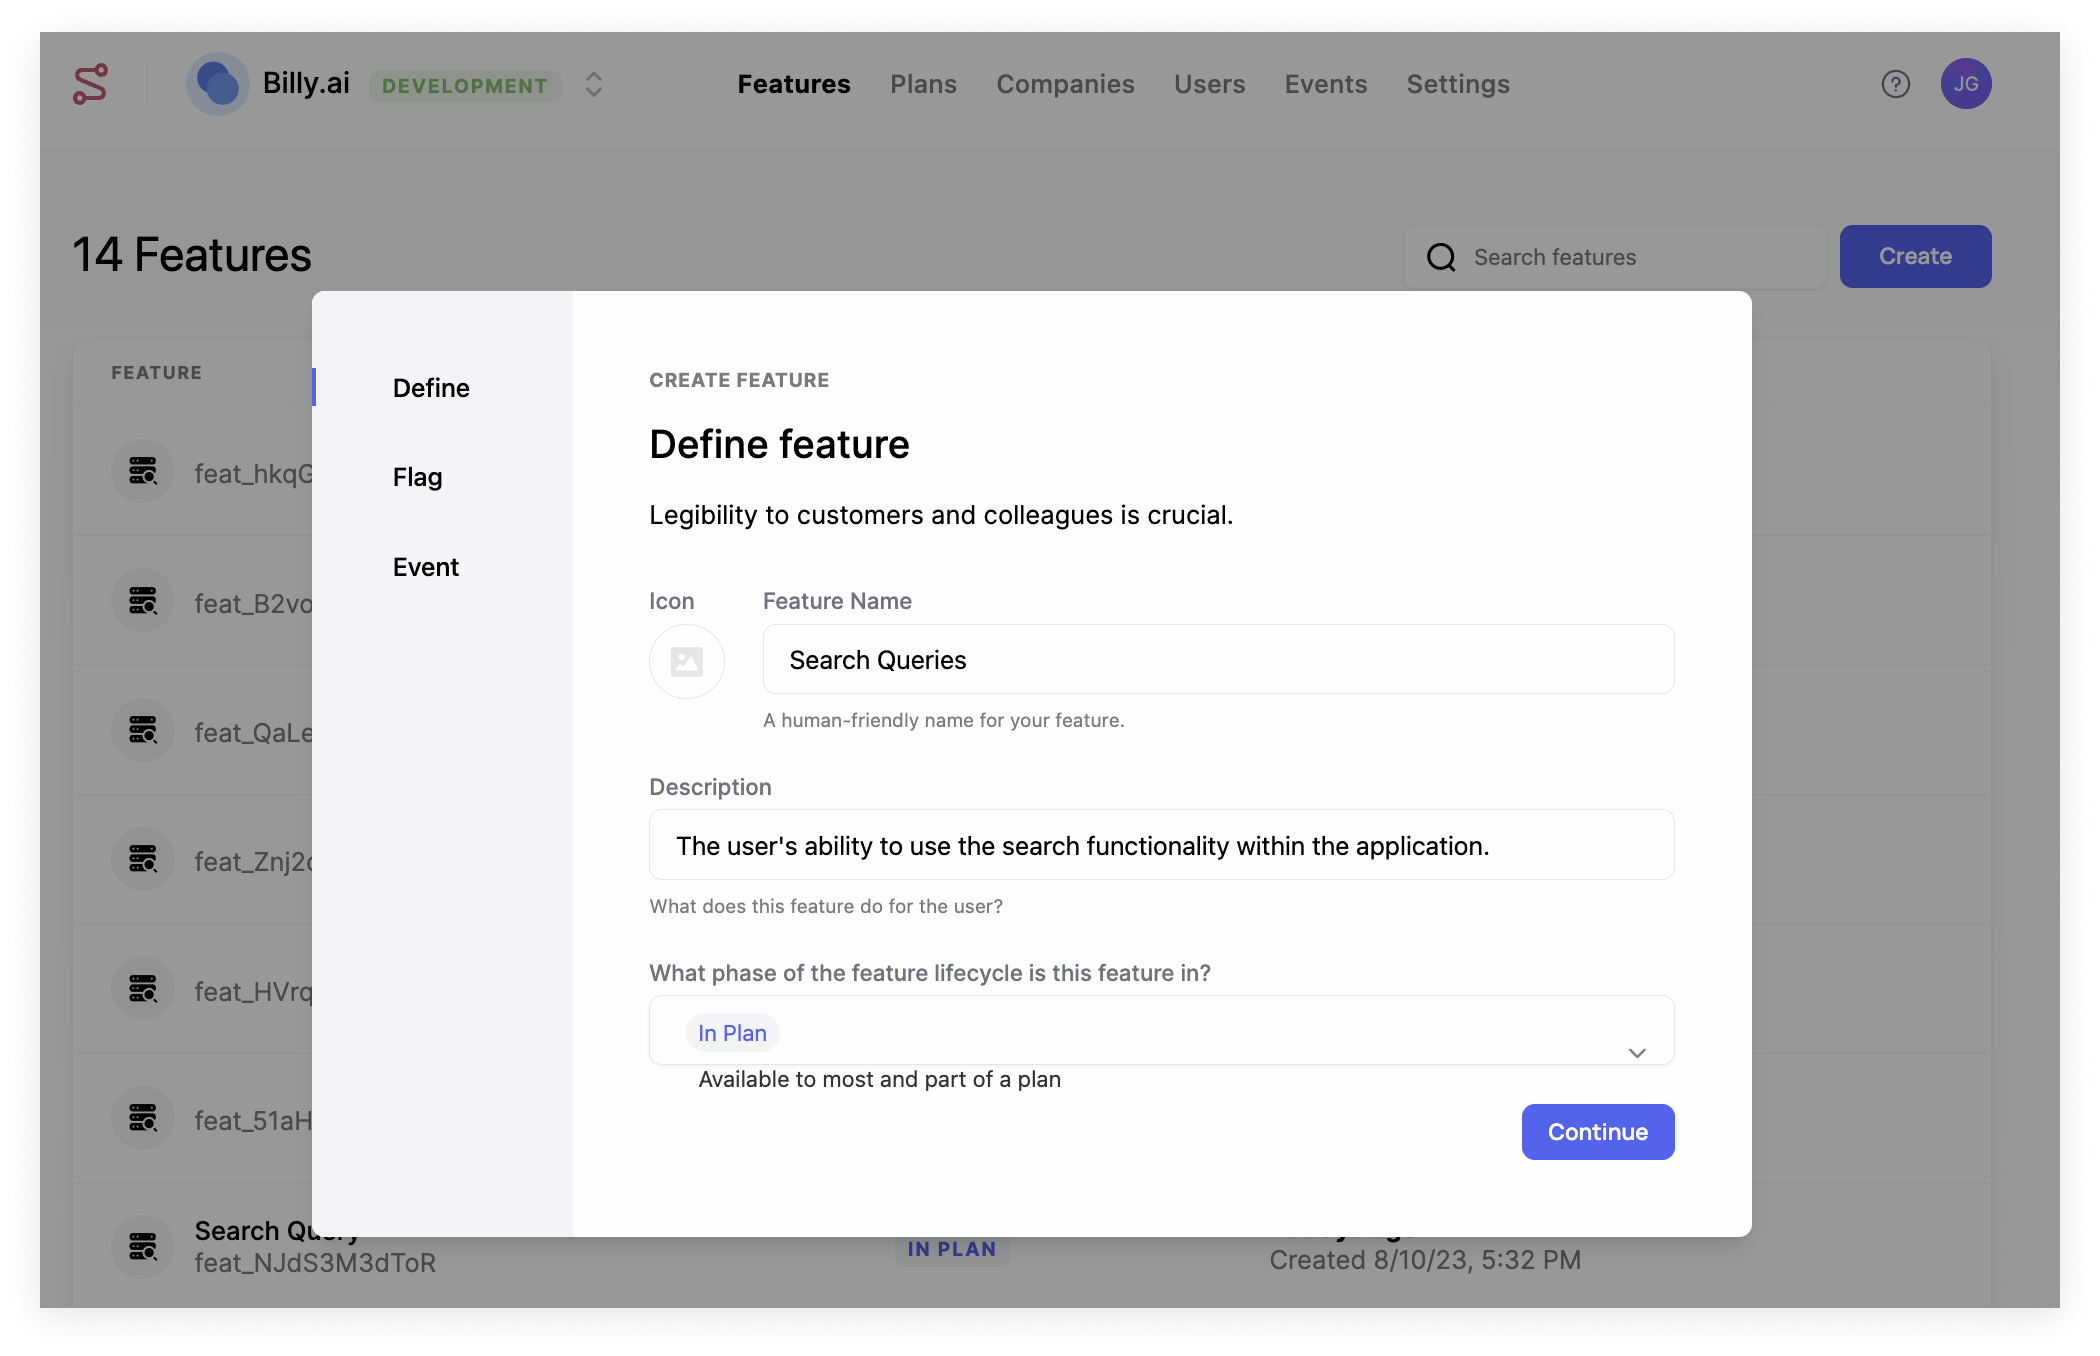 Billy.ai DEVELOPMENT Features Plans Companies Users Events Settings ? JG
14 Features
Search features
Create
FEATURE
feat_hkqG
feat_B2vo
feat_QaLe
feat_Znj2
feat_HVrq
feat_51aH
Search Query
feat_NJdS3M3dToR
IN PLAN
Created 8/10/23, 5:32 PM
Define
Flag
Event
CREATE FEATURE
Define feature
Legibility to customers and colleagues is crucial.
Icon
Feature Name
Search Queries
A human-friendly name for your feature.
Description
The user's ability to use the search functionality within the application.
What does this feature do for the user?
What phase of the feature lifecycle is this feature in?
In Plan
Available to most and part of a plan
Continue